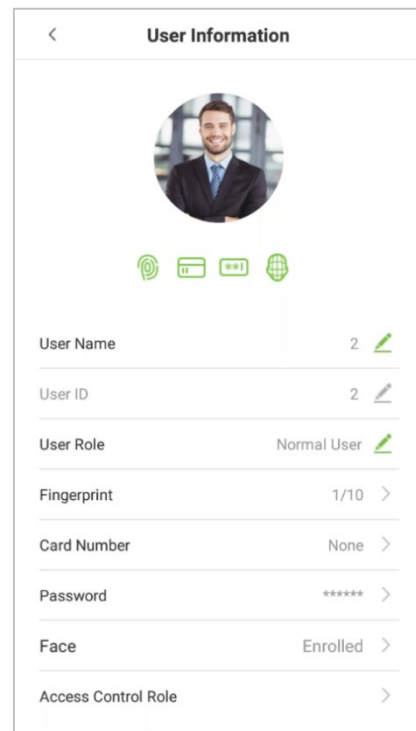 User Information
**I
User Name 2
User ID 2
User Role Normal User
Fingerprint 1/10
Card Number None
Password ******
Face Enrolled
Access Control Role